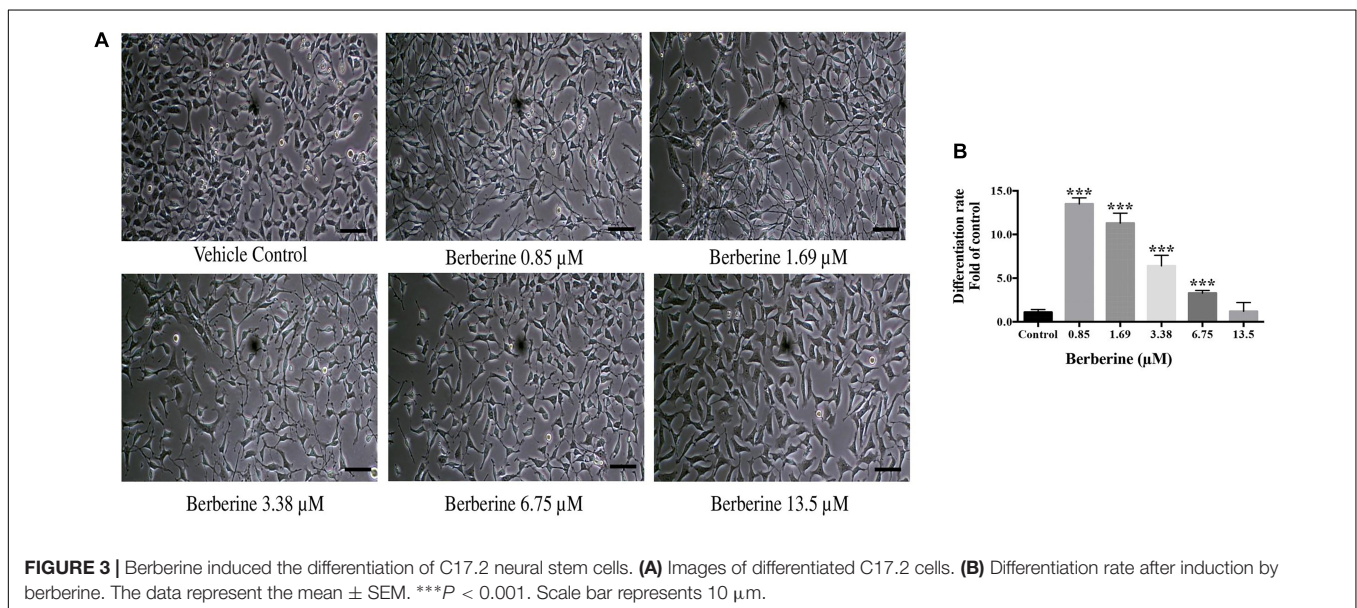 A
Vehicle Control
Berberine 0.85 µM
Berberine 1.69 µM
Berberine 3.38 µM
Berberine 6.75 µM
Berberine 13.5 µM
B
Differentiation rate
Fold of control
15.0
10.0
5.0
0.0
***
***
***
***
Control
0.85
1.69
3.38
6.75
13.5
Berberine (µM)
FIGURE 3 | Berberine induced the differentiation of C17.2 neural stem cells. (A) Images of differentiated C17.2 cells. (B) Differentiation rate after induction by
berberine. The data represent the mean ± SEM. ***P < 0.001. Scale bar represents 10 µm.